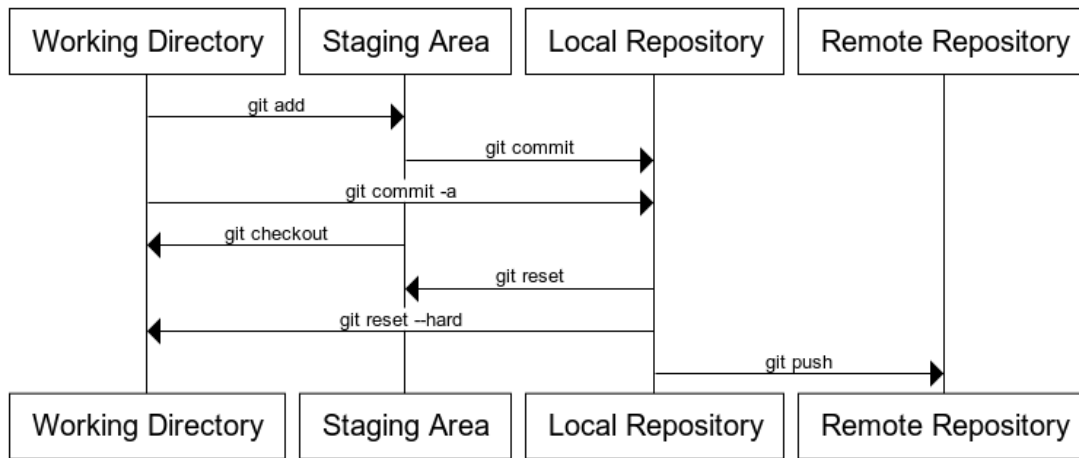 Working Directory
Staging Area
Local Repository
Remote Repository
git add
git commit
git commit -a
git checkout
git reset
git reset --hard
git push
Working Directory
Staging Area
Local Repository
Remote Repository